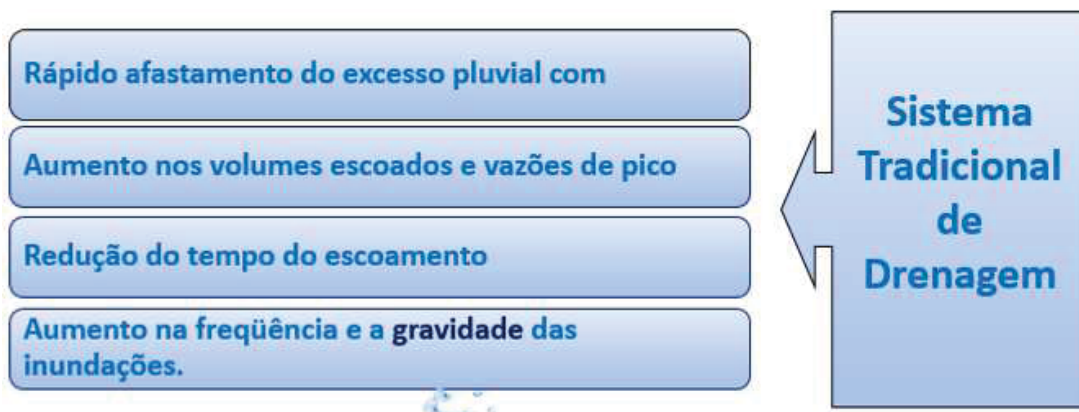 Rápido afastamento do excesso pluvial com
Aumento nos volumes escoados e vazões de pico
Redução do tempo do escoamento
Aumento na freqüência e a gravidade das
inundações.
Sistema
Tradicional
de
Drenagem